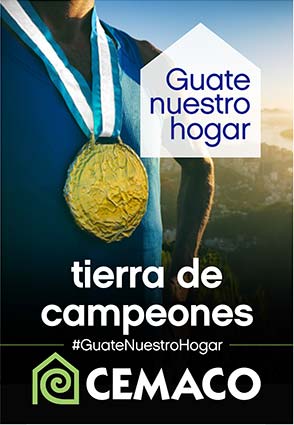 Guate
nuestro
hogar
tierra de
campeones
#GuateNuestroHogar
CEMACO